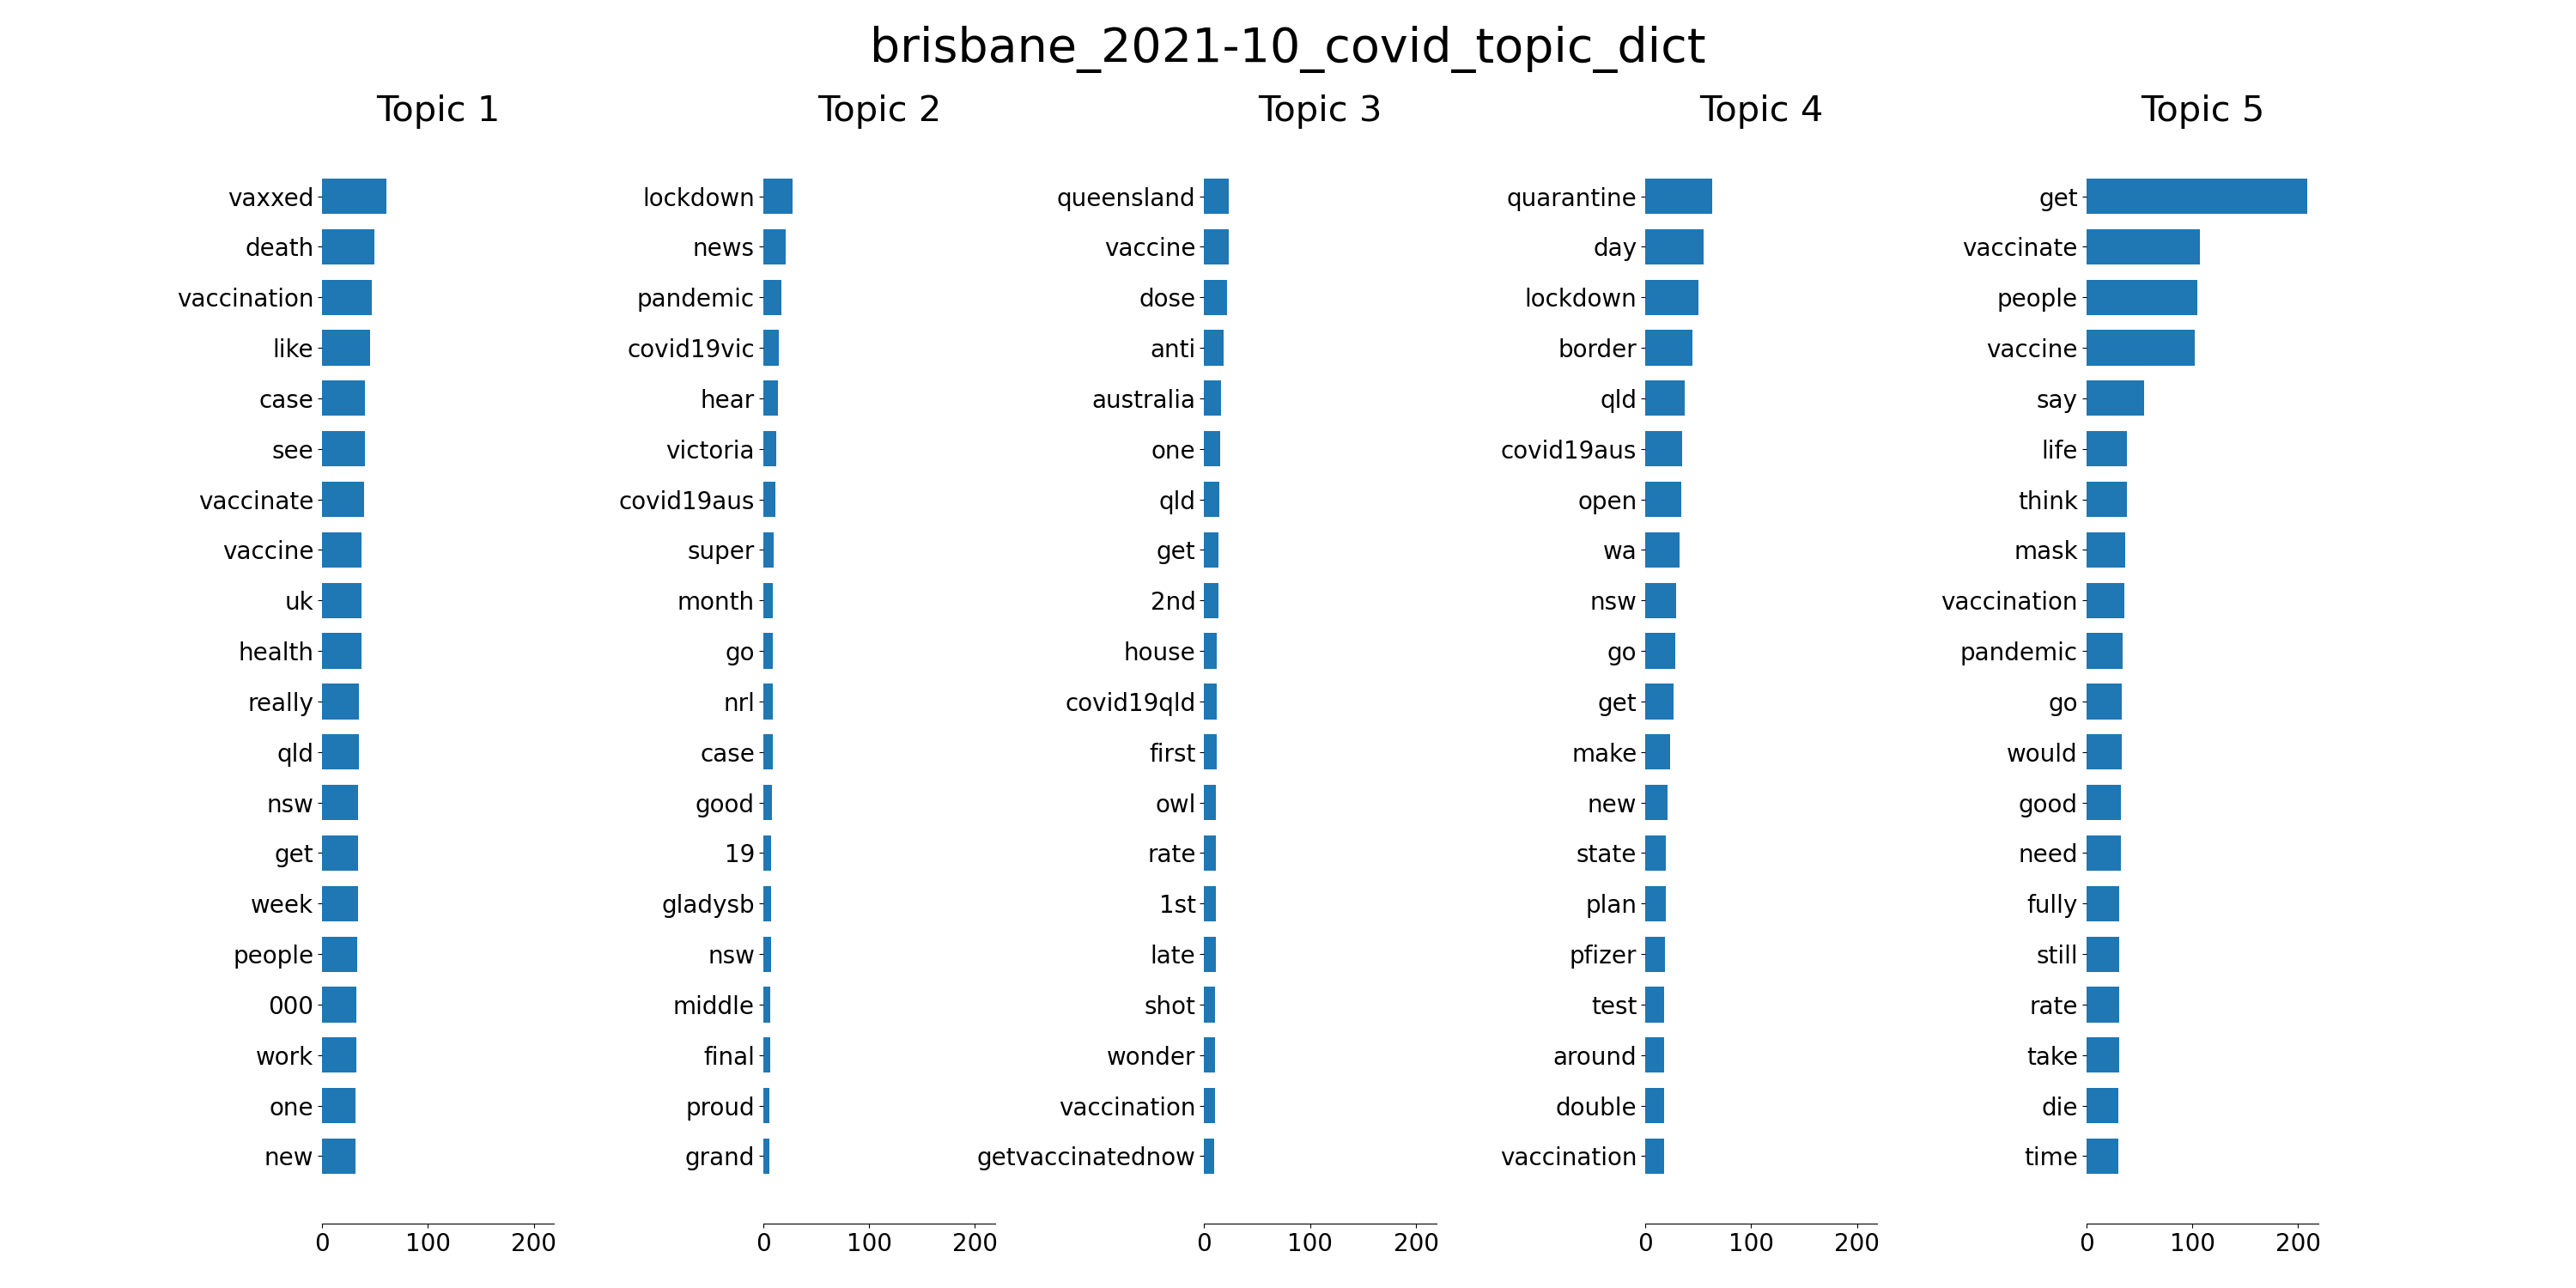 brisbane_2021-10_covid_topic_dict
Topic 1
vaxxed
death
vaccination
like
case
see
vaccinate
vaccine
uk
health
really
qld
nsw
get
week
people
000
work
one
new
0 100 200
Topic 2
lockdown
news
pandemic
covid19vic
hear
victoria
covid19aus
super
month
go
nrl
case
good
19
gladysb
nsw
middle
final
proud
grand
0 100 200
Topic 3
queensland
vaccine
dose
anti
australia
one
qld
get
2nd
house
covid19qld
first
owl
rate
1st
late
shot
wonder
vaccination
getvaccinatednow
0 100 200
Topic 4
quarantine
day
lockdown
border
qld
covid19aus
open
wa
nsw
go
get
make
new
state
plan
pfizer
test
around
double
vaccination
0 100 200
Topic 5
get
vaccinate
people
vaccine
say
life
think
mask
vaccination
pandemic
go
would
good
need
fully
still
rate
take
die
time
0 100 200